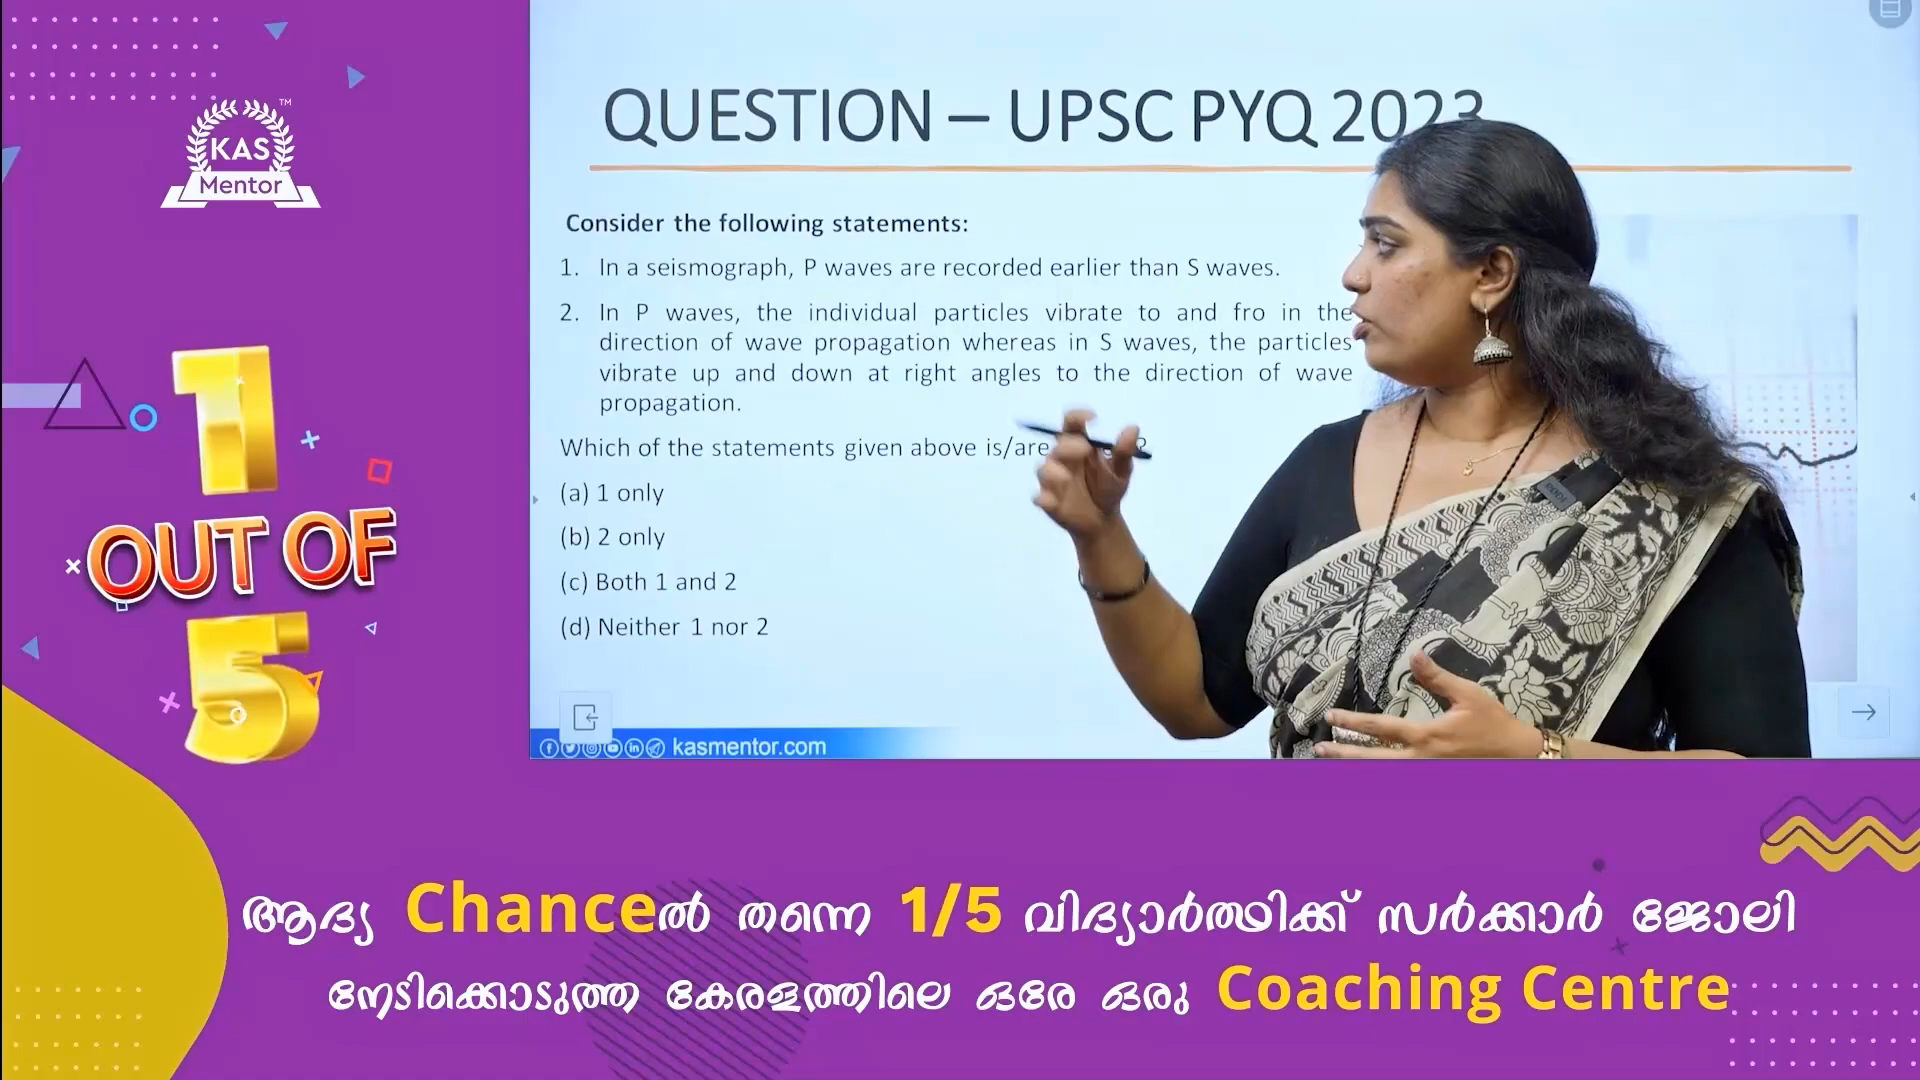 KAS
TM
Mentor
1
OUT OF
5
QUESTION – UPSC PYQ 2023
Consider the following statements:
1. In a seismograph, P waves are recorded earlier than S waves.
2. In P waves, the individual particles vibrate to and fro in the
direction of wave propagation whereas in S waves, the particles
vibrate up and down at right angles to the direction of wave
propagation.
Which of the statements given above is/are ?
(a) 1 only
(b) 2 only
(c) Both 1 and 2
(d) Neither 1 nor 2
kasmentor.com
ആദ്യ Chanceൽ തന്നെ 1/5 വിദ്യാർത്ഥിക്ക് സർക്കാർ ജോലി
നേടിക്കൊടുത്ത കേരളത്തിലെ ഒരേ ഒരു Coaching Centre